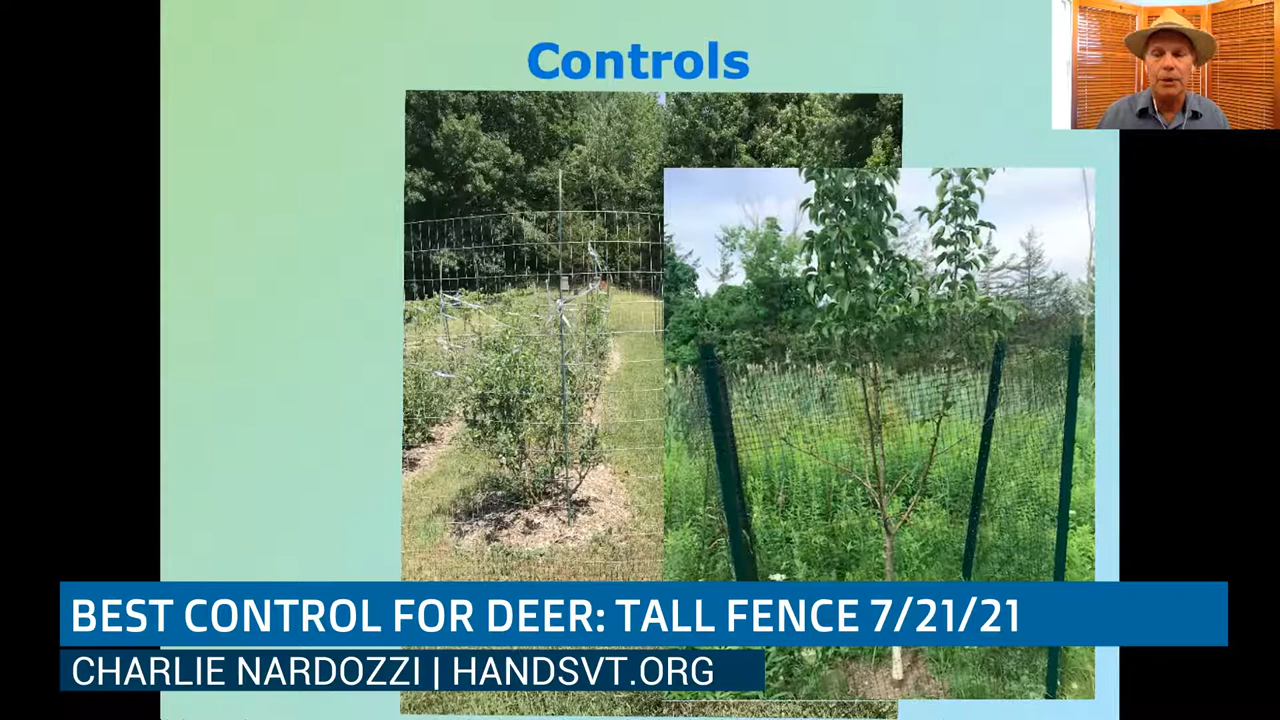 Controls
BEST CONTROL FOR DEER: TALL FENCE 7/21/21
CHARLIE NARDOZZI | HANDSVT.ORG